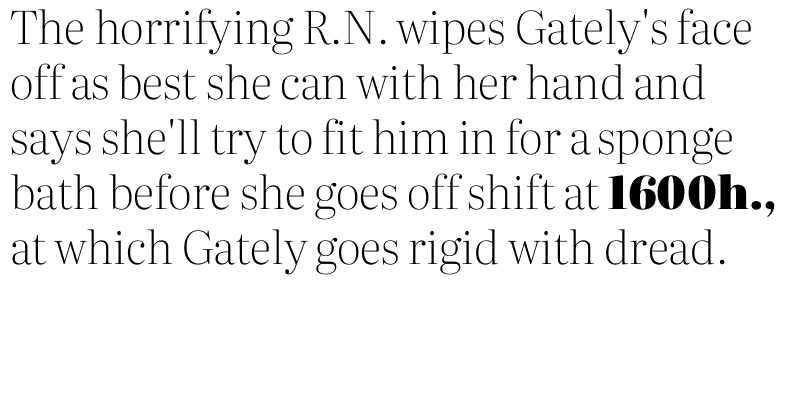 The horrifying R.N. wipes Gately's face
off as best she can with her hand and
says she'll try to fit him in for a sponge
bath before she goes off shift at 1600h.,
at which Gately goes rigid with dread.